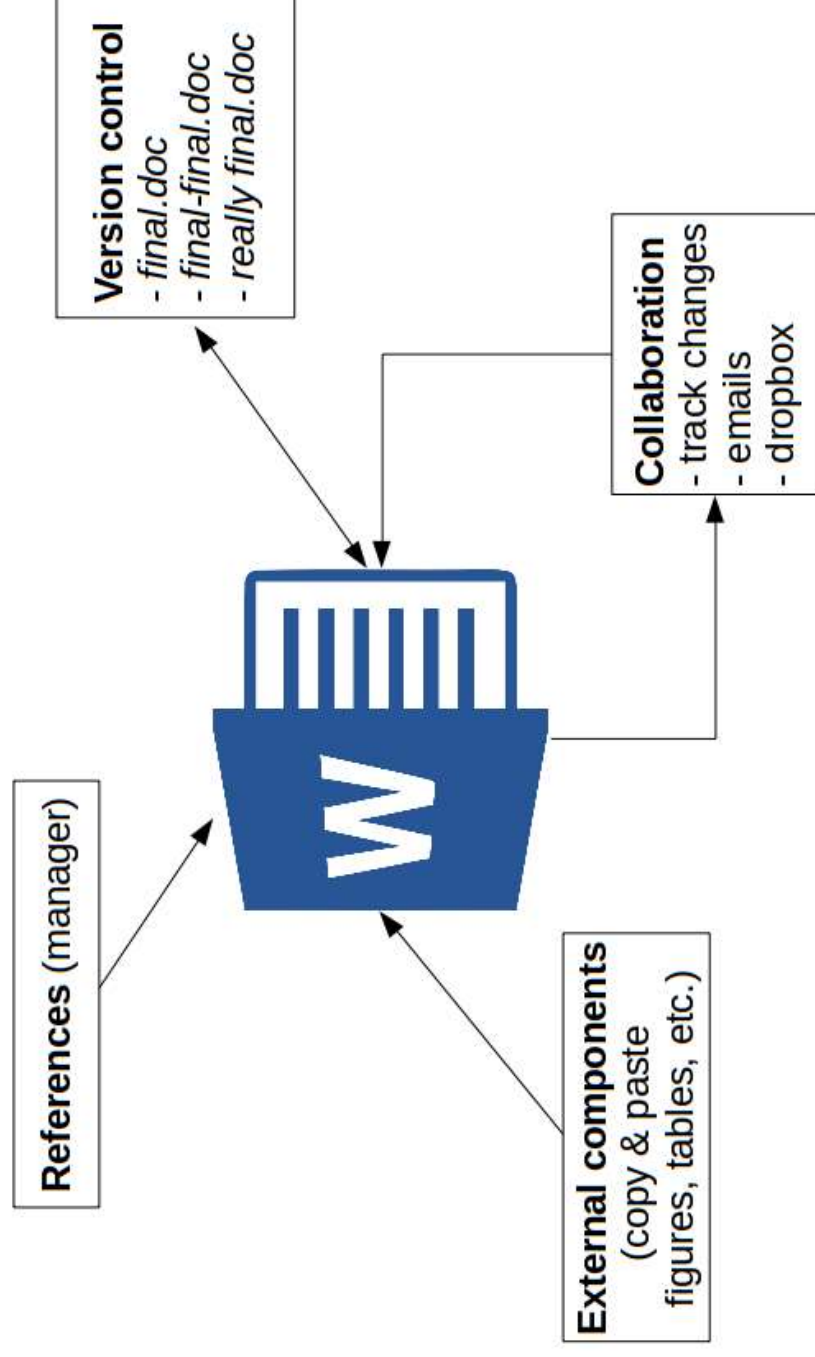 References (manager)
Version control
- final.doc
- final-final.doc
- really final.doc
W
External components
(copy & paste
figures, tables, etc.)
Collaboration
- track changes
- emails
- dropbox